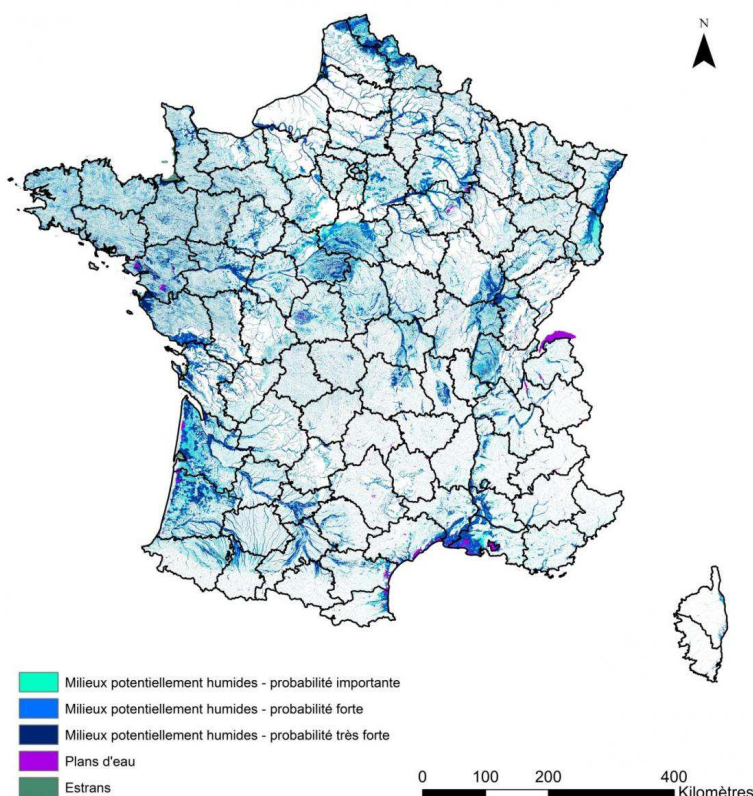 N
Milieux potentiellement humides - probabilité importante
Milieux potentiellement humides - probabilité forte
Milieux potentiellement humides - probabilité très forte
Plans d'eau
Estrans
0 100 200 400
Kilomètres